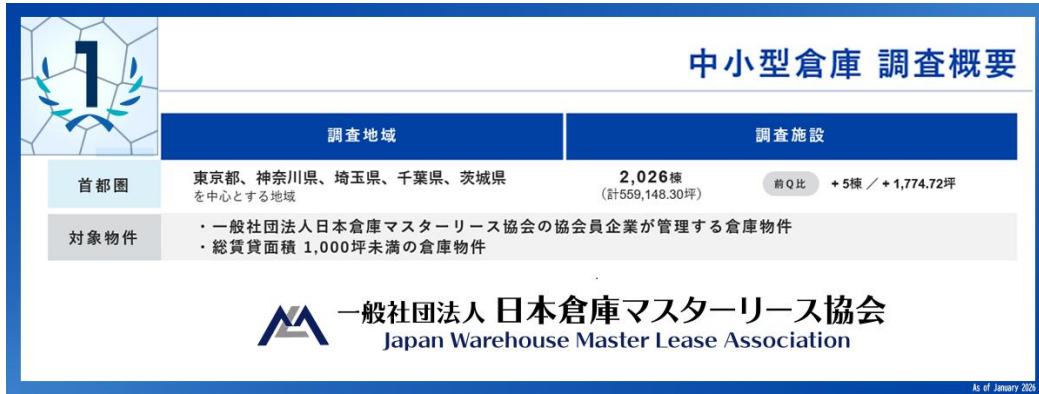 1
中小型倉庫 調査概要
調査地域
調査施設
首都圏
東京都、神奈川県、埼玉県、千葉県、茨城県
を中心とする地域
2,026棟
(計559,148.30坪)
前Q比
+ 5棟 ／ + 1,774.72坪
対象物件
・一般社団法人日本倉庫マスターリース協会の協会員企業が管理する倉庫物件
・総賃貸面積 1,000坪未満の倉庫物件
一般社団法人 日本倉庫マスターリース協会
Japan Warehouse Master Lease Association
As of January 2026